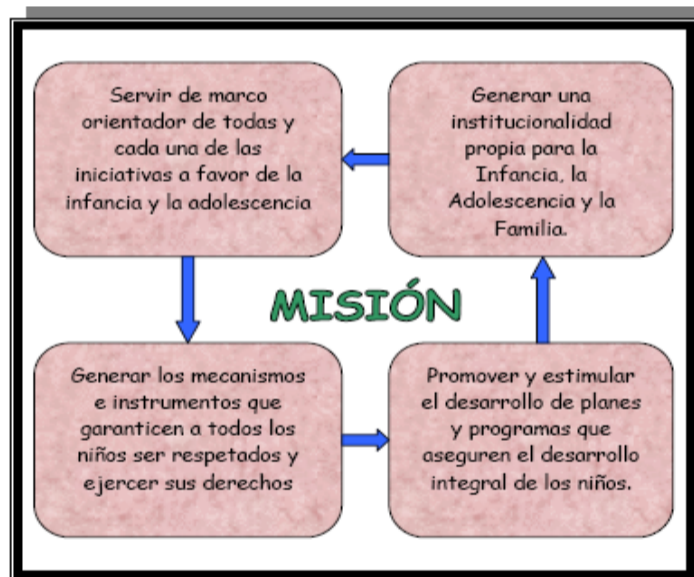 Servir de marco
orientador de todas y
cada una de las
iniciativas a favor de la
infancia y la adolescencia
Generar una
institucionalidad
propia para la
Infancia, la
Adolescencia y la
Familia.
MISIÓN
Generar los mecanismos
e instrumentos que
garanticen a todos los
niños ser respetados y
ejercer sus derechos
Promover y estimular
el desarrollo de planes
y programas que
aseguren el desarrollo
integral de los niños.